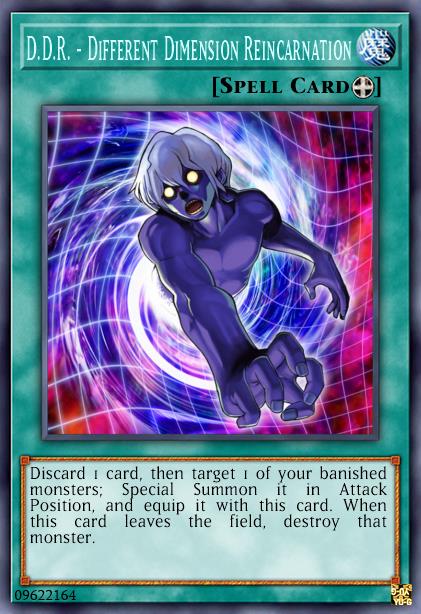 D.D.R. - Different Dimension Reincarnation
魔
[Spell Card]
Discard 1 card, then target 1 of your banished
monsters; Special Summon it in Attack
Position, and equip it with this card. When
this card leaves the field, destroy that
monster.
09622164